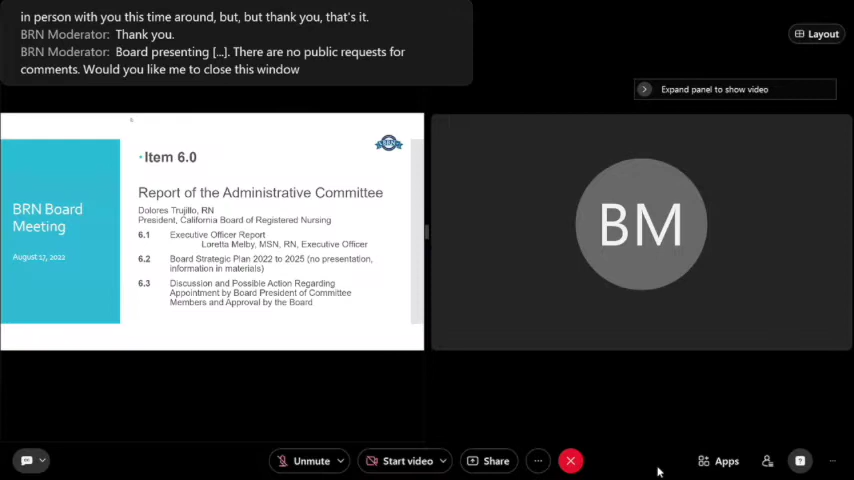 in person with you this time around, but, but thank you, that's it.
BRN Moderator: Thank you.
BRN Moderator: Board presenting [...]. There are no public requests for
comments. Would you like me to close this window
Layout
Expand panel to show video
BRN Board
Meeting
August 17, 2022
•Item 6.0
BRN
Report of the Administrative Committee
Dolores Trujillo, RN
President, California Board of Registered Nursing
6.1 Executive Officer Report
Loretta Melby, MSN, RN, Executive Officer
6.2 Board Strategic Plan 2022 to 2025 (no presentation,
information in materials)
6.3 Discussion and Possible Action Regarding
Appointment by Board President of Committee
Members and Approval by the Board
BM
Unmute
Start video
Share
Apps